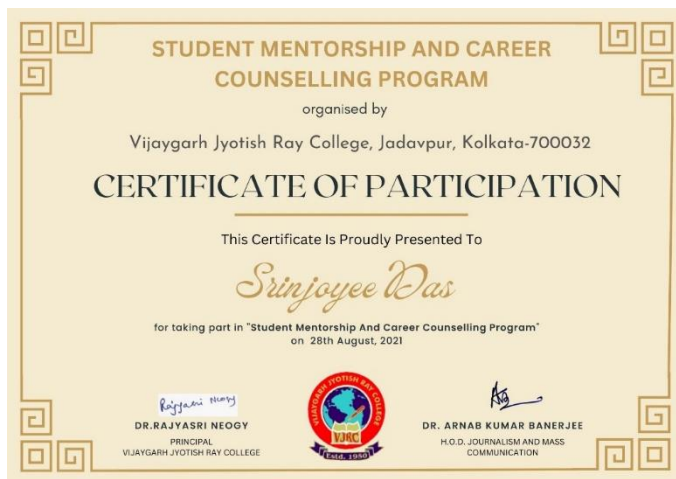 STUDENT MENTORSHIP AND CAREER
COUNSELLING PROGRAM
organised by
Vijaygarh Jyotish Ray College, Jadavpur, Kolkata-700032
CERTIFICATE OF PARTICIPATION
This Certificate Is Proudly Presented To
Srinjoyee Das
for taking part in "Student Mentorship And Career Counselling Program"
on 28th August, 2021
Rajyasri Neogy
DR.RAJYASRI NEOGY
PRINCIPAL
VIJAYGARH JYOTISH RAY COLLEGE
VIJAYGARH JYOTISH RAY COLLEGE
VJRC
Estd. 1950
DR. ARNAB KUMAR BANERJEE
H.O.D. JOURNALISM AND MASS
COMMUNICATION